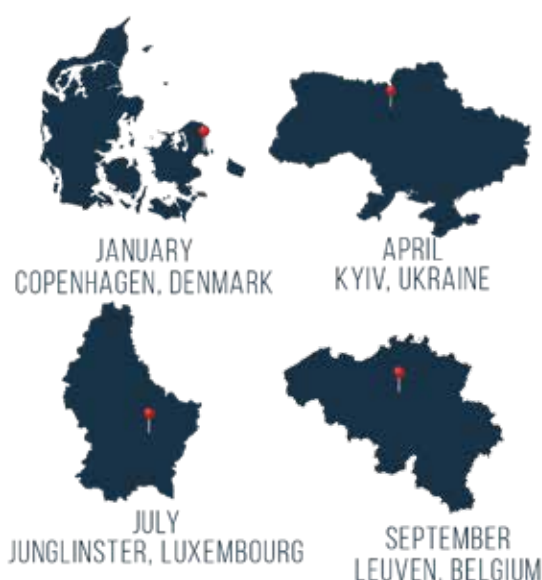 JANUARY
COPENHAGEN, DENMARK
APRIL
KYIV, UKRAINE
JULY
JUNGLINSTER, LUXEMBOURG
SEPTEMBER
LEUVEN, BELGIUM